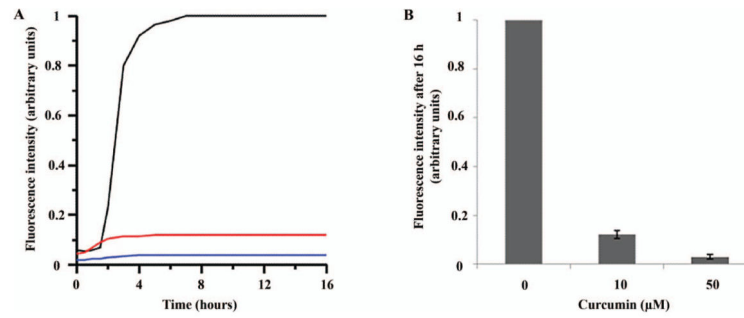 A
Fluorescence intensity (arbitrary units)
1
0.8
0.6
0.4
0.2
0
0
4
8
12
16
Time (hours)
B
Fluorescence intensity after 16 h
(arbitrary units)
1
0.8
0.6
0.4
0.2
0
0
10
50
Curcumin (µM)